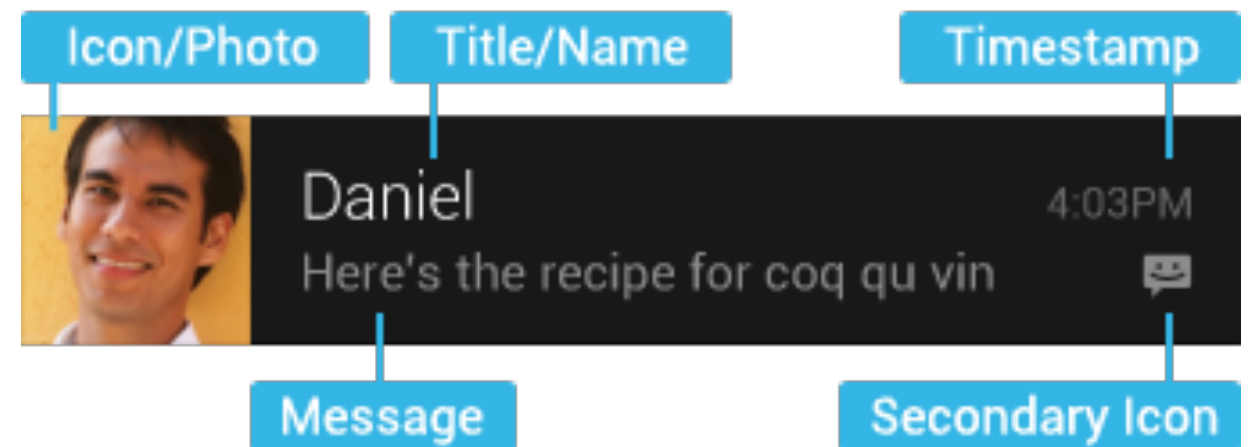 Icon/Photo Title/Name Timestamp
Daniel 4:03PM
Here's the recipe for coq qu vin
Message Secondary Icon